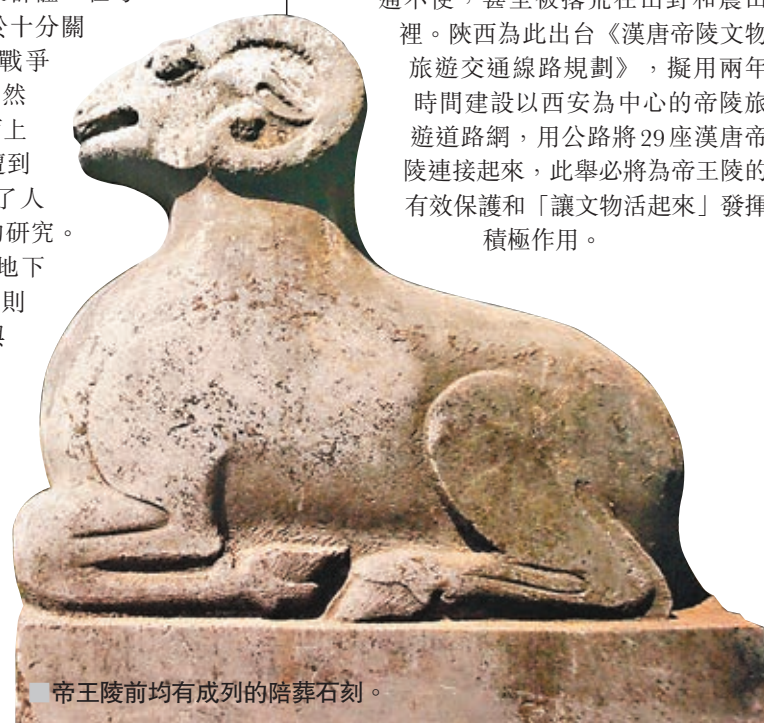 於十分關
戰爭
然
上
遭到
了人
的研究。
地下
則
通不便，甚至被撂荒在山野和農田
裡。陝西為此出台《漢唐帝陵文物
旅遊交通線路規劃》，擬用兩年
時間建設以西安為中心的帝陵旅
遊道路網，用公路將29座漢唐帝
陵連接起來，此舉必將為帝王陵的
有效保護和「讓文物活起來」發揮
積極作用。
■帝王陵前均有成列的陪葬石刻。